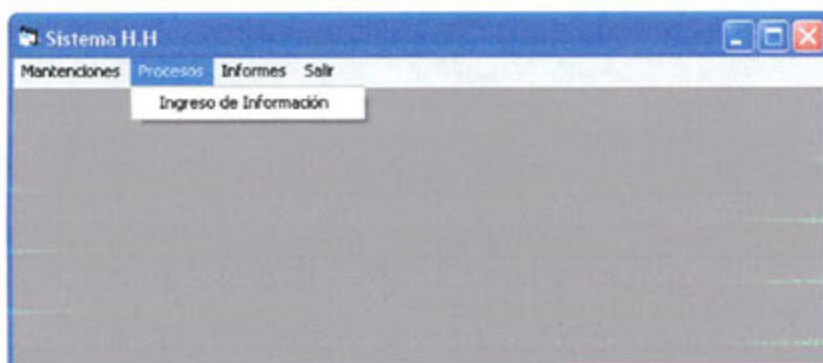 Sistema H.H
Mantenciones Procesos Informes Salir
Ingreso de Información